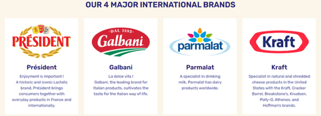 OUR 4 MAJOR INTERNATIONAL BRANDS
PRÉSIDENT
DAL 1882
Galbani
parmalat
Kraft
Président
Enjoyment is important !
A historic and iconic Lactalis
brand, Président brings
consumers together with
everyday products in France and
internationally.
Galbani
La dolce vita !
Galbani, the leading brand for
Italian products, cultivates the
taste for the Italian way of life.
Parmalat
A specialist in drinking
milk, Parmalat has dairy
products worldwide.
Kraft
Specialist in natural and shredded
cheese products in the United
States with the Kraft, Cracker
Barrel, Breakstone's, Knudsen,
Polly-O, Athenos, and
Hoffman's brands.